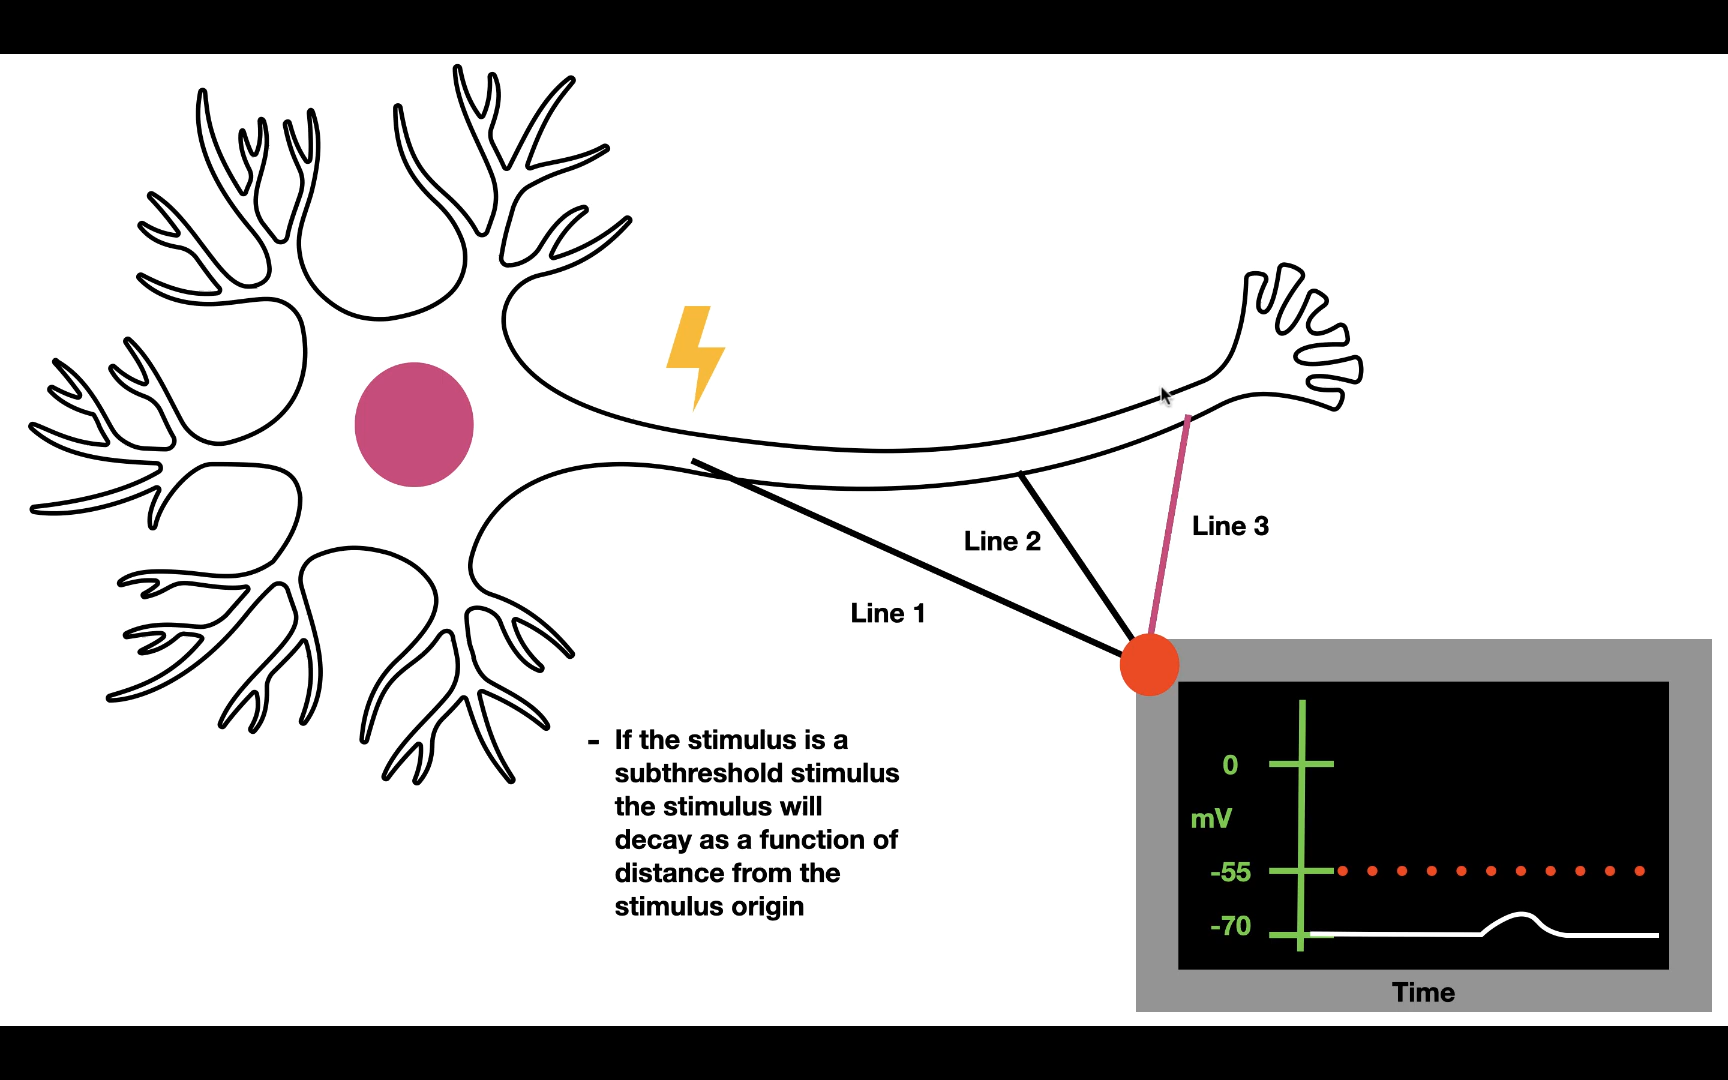 Line 1
Line 2
Line 3
- If the stimulus is a
subthreshold stimulus
the stimulus will
decay as a function of
distance from the
stimulus origin
0
mV
-55
-70
Time